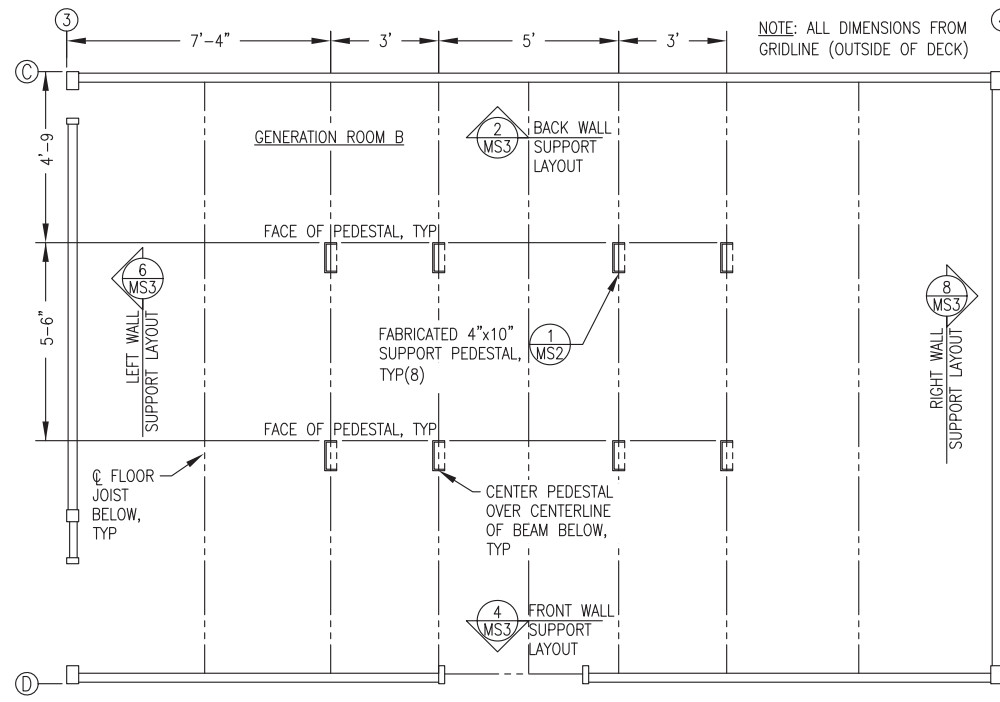 3
7'-4"
3'
5'
3'
NOTE: ALL DIMENSIONS FROM
GRIDLINE (OUTSIDE OF DECK)
C
4'-9
GENERATION ROOM B
2
MS3
BACK WALL
SUPPORT
LAYOUT
FACE OF PEDESTAL, TYP
6
MS3
LEFT WALL
SUPPORT LAYOUT
5-6"
8
MS3
RIGHT WALL
SUPPORT LAYOUT
FABRICATED 4"x10"
SUPPORT PEDESTAL,
TYP(8)
1
MS2
FACE OF PEDESTAL, TYP
℄ FLOOR
JOIST
BELOW,
TYP
CENTER PEDESTAL
OVER CENTERLINE
OF BEAM BELOW,
TYP
4
MS3
FRONT WALL
SUPPORT
LAYOUT
D